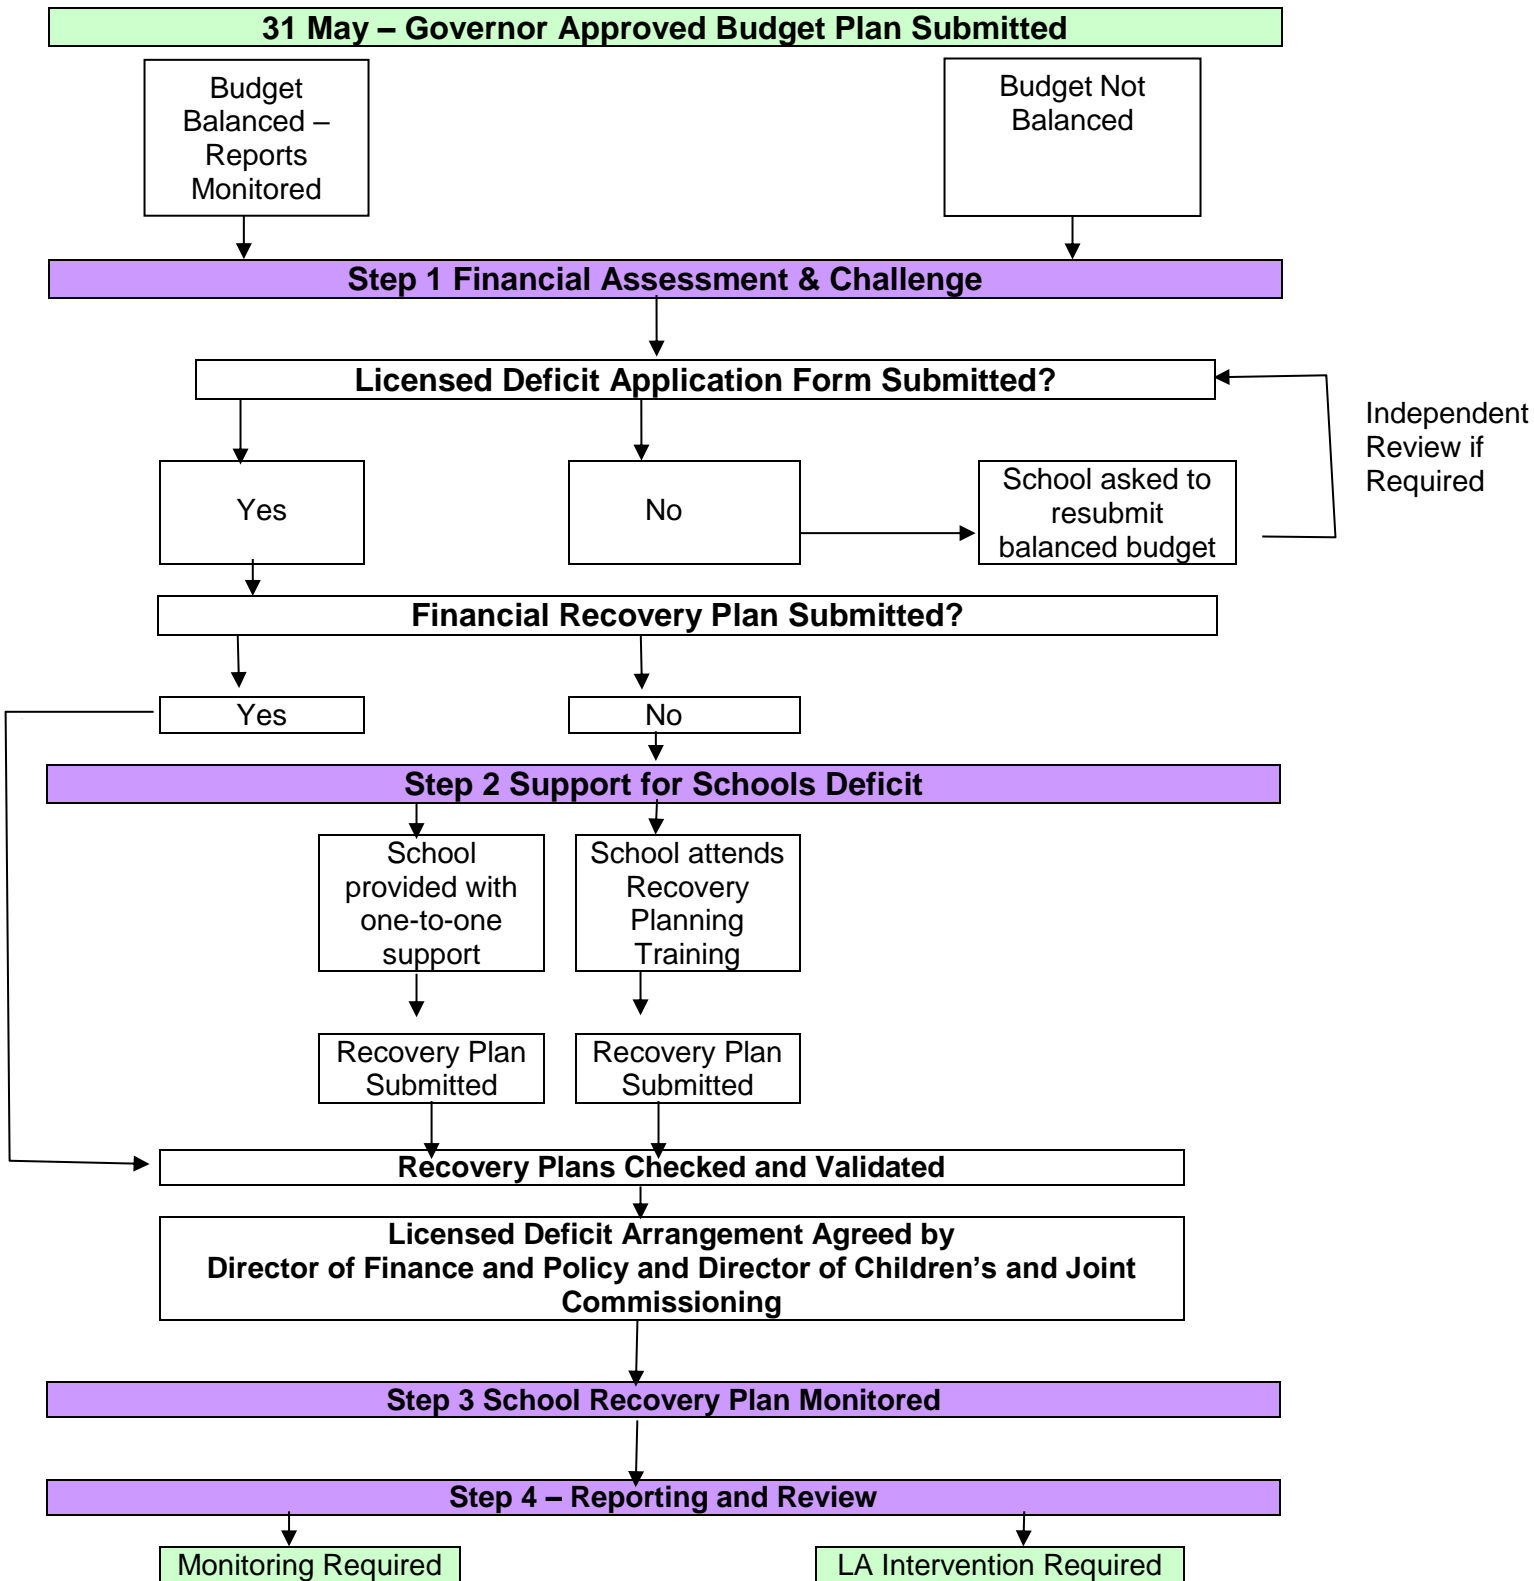 31 May – Governor Approved Budget Plan Submitted
Budget
Balanced –
Reports
Monitored
Budget Not
Balanced
Step 1 Financial Assessment & Challenge
Licensed Deficit Application Form Submitted?
Independent
Review if
Required
Yes
No
School asked to
resubmit
balanced budget
Financial Recovery Plan Submitted?
Yes
No
Step 2 Support for Schools Deficit
School
provided with
one-to-one
support
School attends
Recovery
Planning
Training
Recovery Plan
Submitted
Recovery Plan
Submitted
Recovery Plans Checked and Validated
Licensed Deficit Arrangement Agreed by
Director of Finance and Policy and Director of Children’s and Joint
Commissioning
Step 3 School Recovery Plan Monitored
Step 4 – Reporting and Review
Monitoring Required
LA Intervention Required